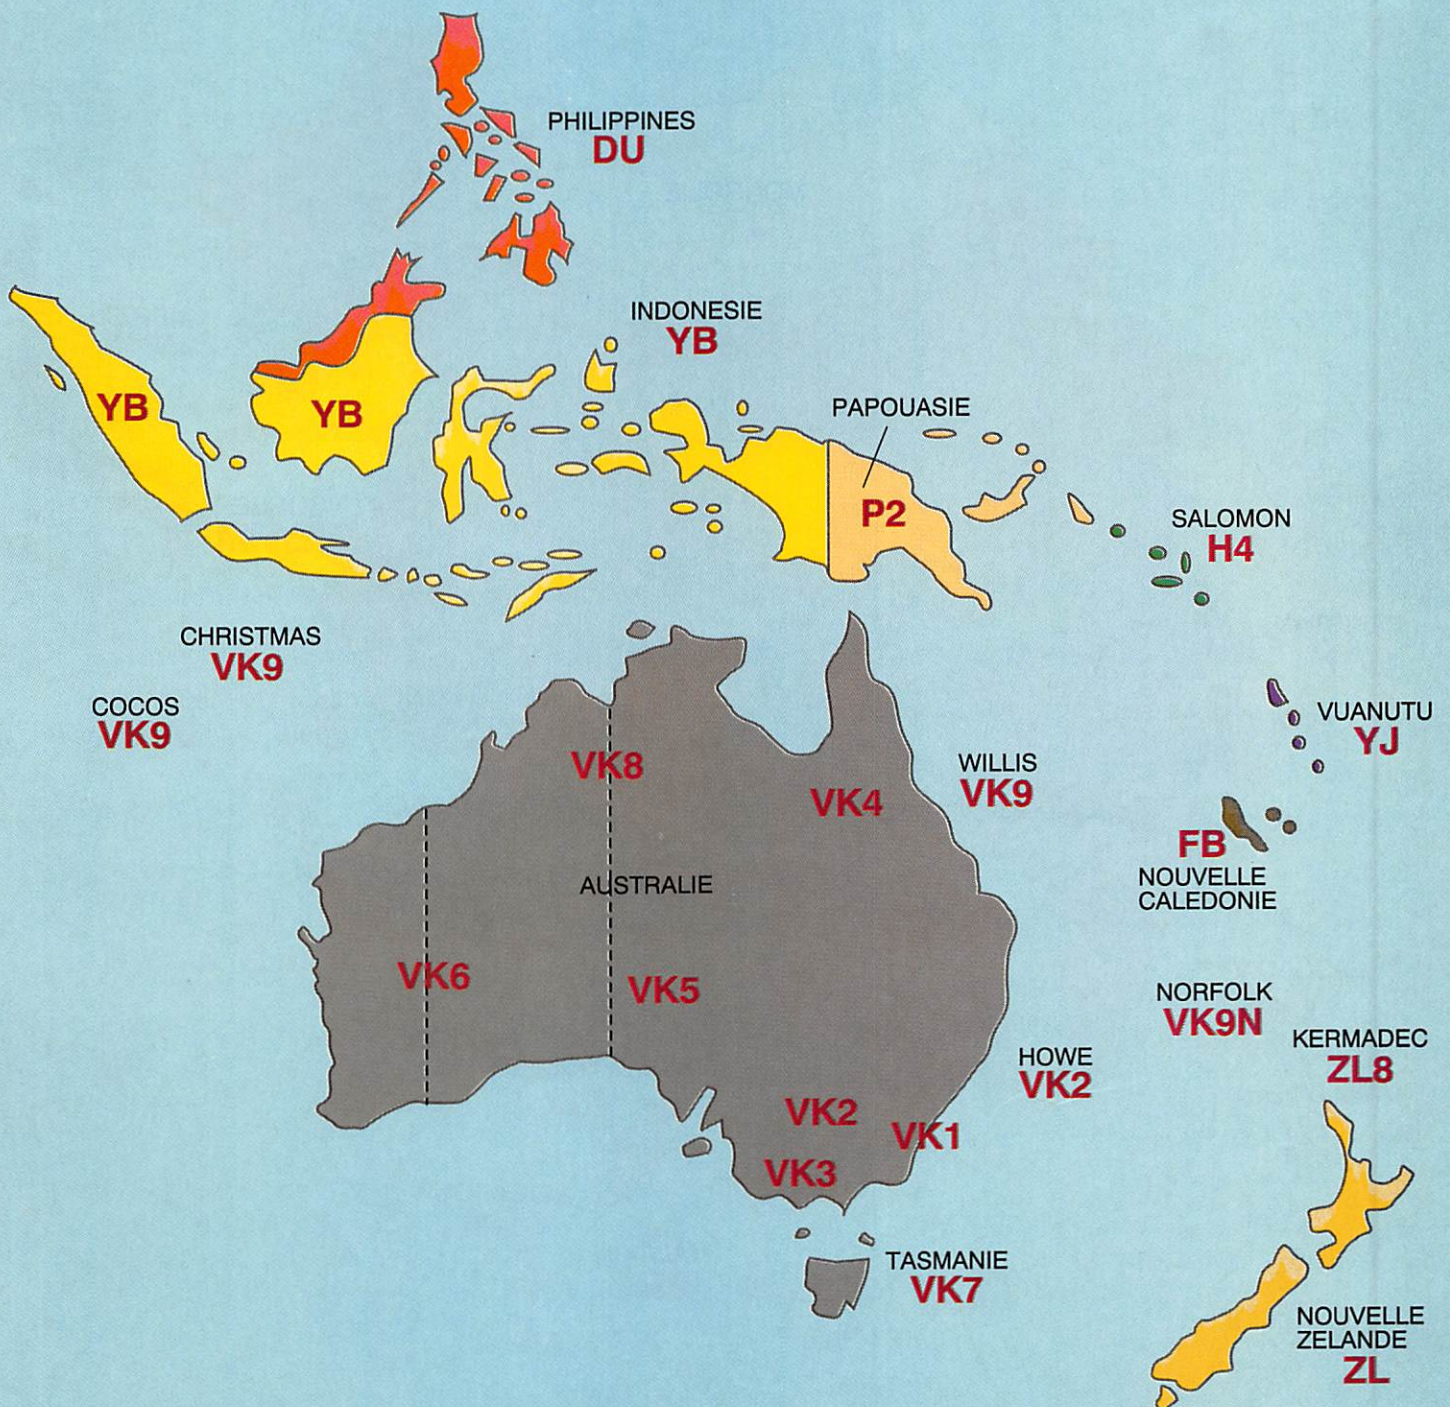 PHILIPPINES
DU
INDONESIE
YB
YB
YB
PAPOUASIE
P2
SALOMON
H4
CHRISTMAS
VK9
COCOS
VK9
VUANUTU
YJ
VK8
WILLIS
VK9
VK4
FB
NOUVELLE
CALEDONIE
AUSTRALIE
VK6
VK5
NORFOLK
VK9N
KERMADEC
ZL8
HOWE
VK2
VK2
VK1
VK3
TASMANIE
VK7
NOUVELLE
ZELANDE
ZL